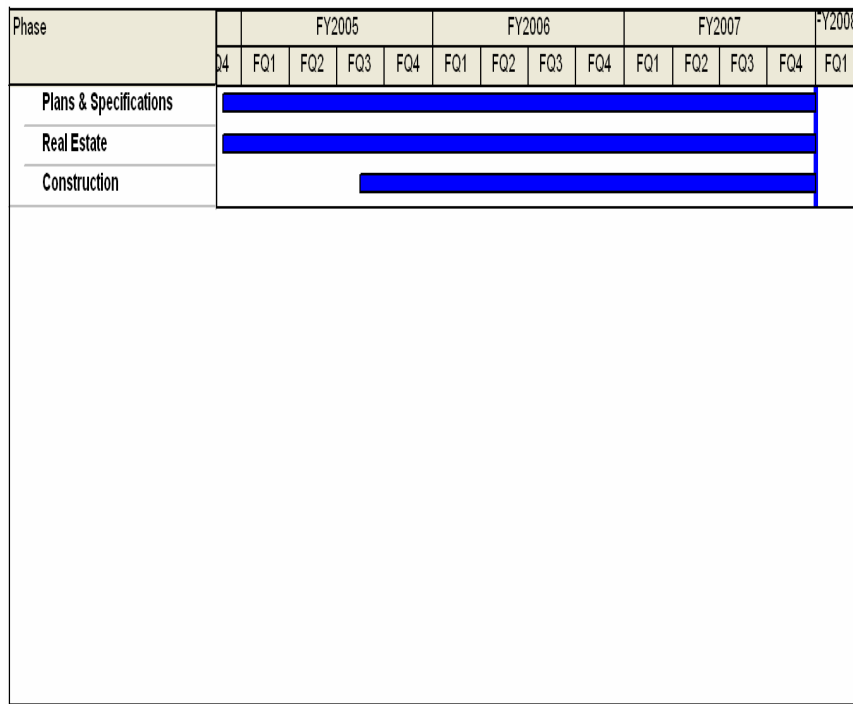 Phase FY2005 FY2006 FY2007 FY2008
Q4 FQ1 FQ2 FQ3 FQ4 FQ1 FQ2 FQ3 FQ4 FQ1 FQ2 FQ3 FQ4 FQ1
Plans & Specifications
Real Estate
Construction